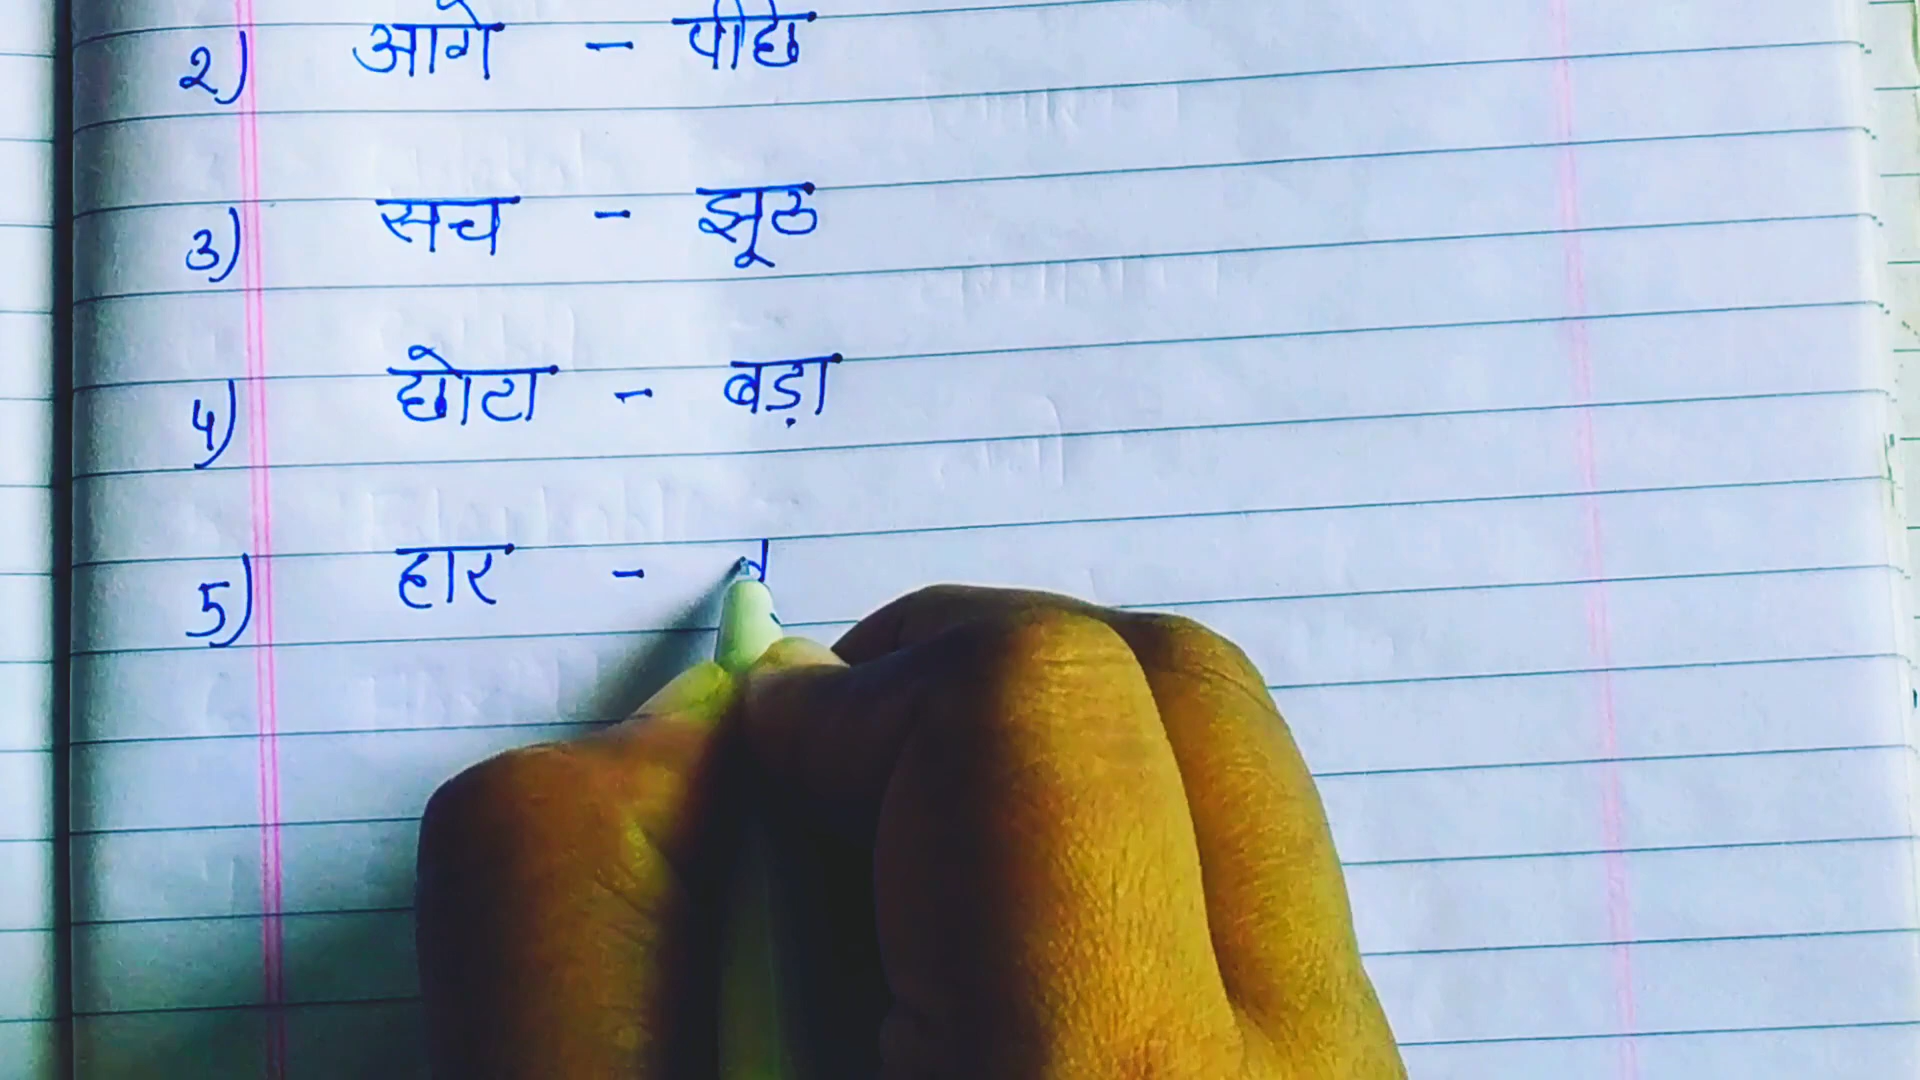 2) आगे - पीछे
3) सच - झूठ
4) छोटा - बड़ा
5) हार -